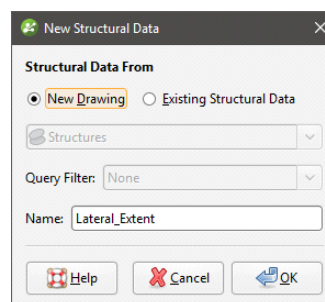 New Structural Data
Structural Data From
New Drawing Existing Structural Data
Structures
Query Filter: None
Name: Lateral_Extent
Help Cancel OK